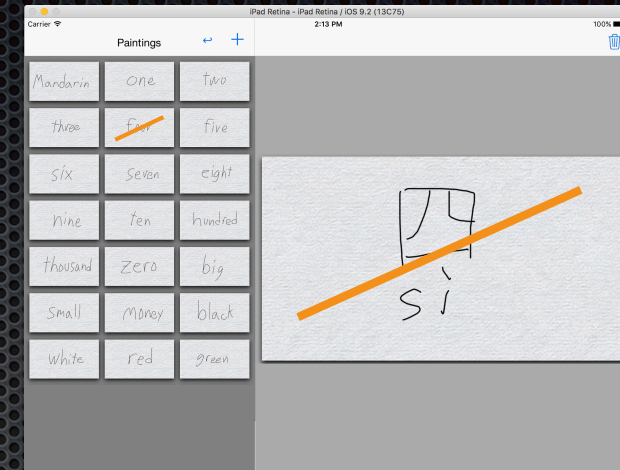 iPad Retina - iPad Retina / iOS 9.2 (13C75)
Carrier 2:13 PM 100%
Paintings
Mandarin one two
three four five
six seven eight
nine ten hundred
thousand zero big
small money black
white red green
四
sì